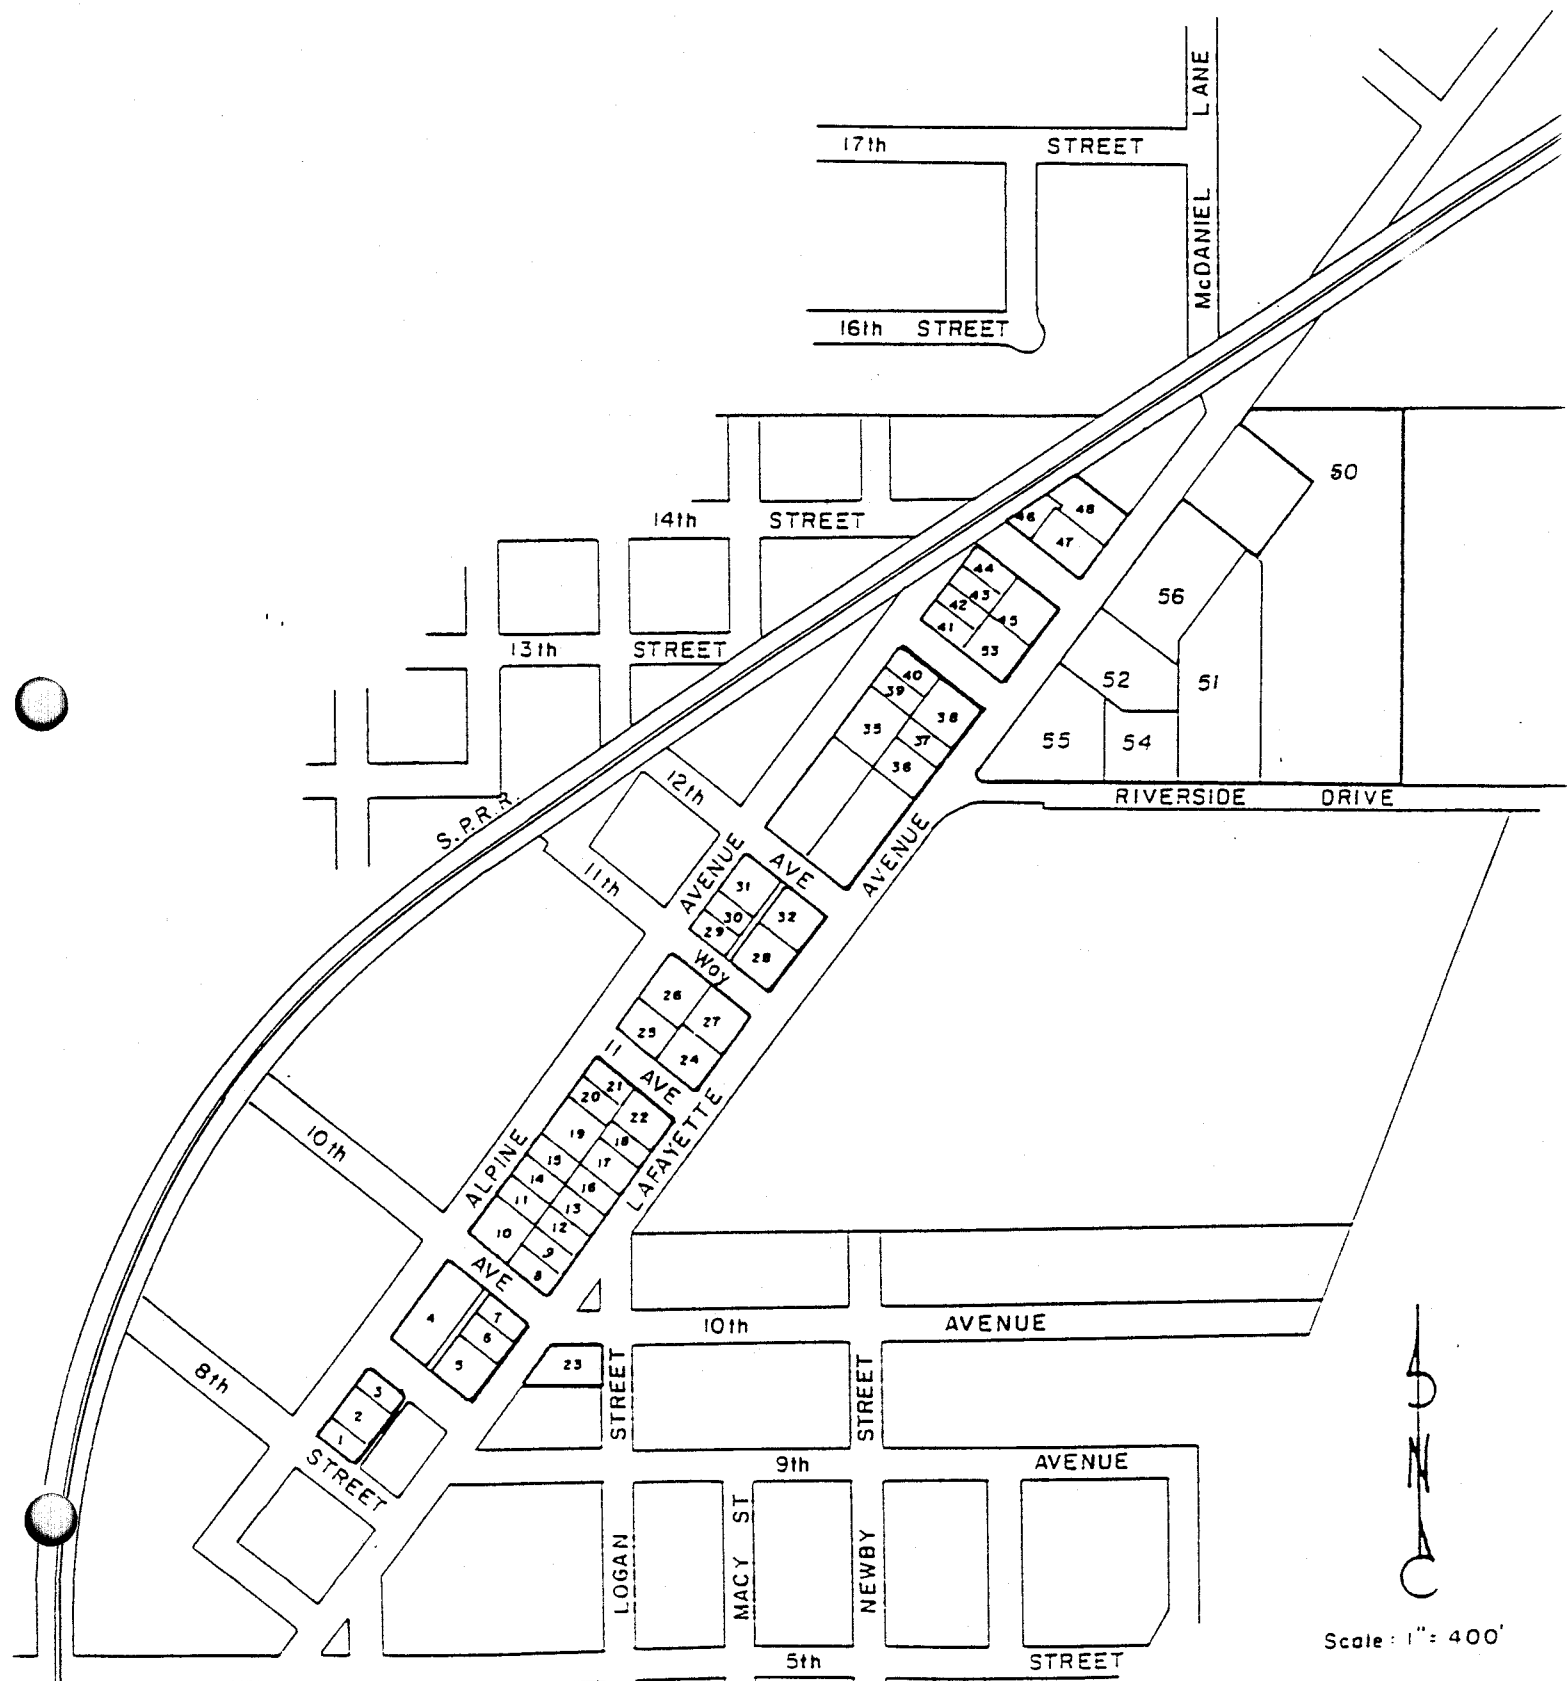 LANE
17th STREET
McDANIEL
16th STREET
50
48
46
14th STREET
47
44
56
43
42
45
41
13th STREET
53
40
52
51
39
38
35
37
55
54
36
12th
RIVERSIDE DRIVE
S.P.R.R.
AVENUE
AVE
AVENUE
11th
31
30
32
29
28
Way
26
27
25
24
11 AVE
21
20
22
LAFAYETTE
19
18
10th
ALPINE
15
17
14
16
11
13
12
10
9
AVE
8
7
4
6
10th AVENUE
5
23
8th
STREET
STREET
3
2
1
STREET
9th AVENUE
N
LOGAN
MACY ST
NEWBY
Scale: 1"= 400'
5th STREET